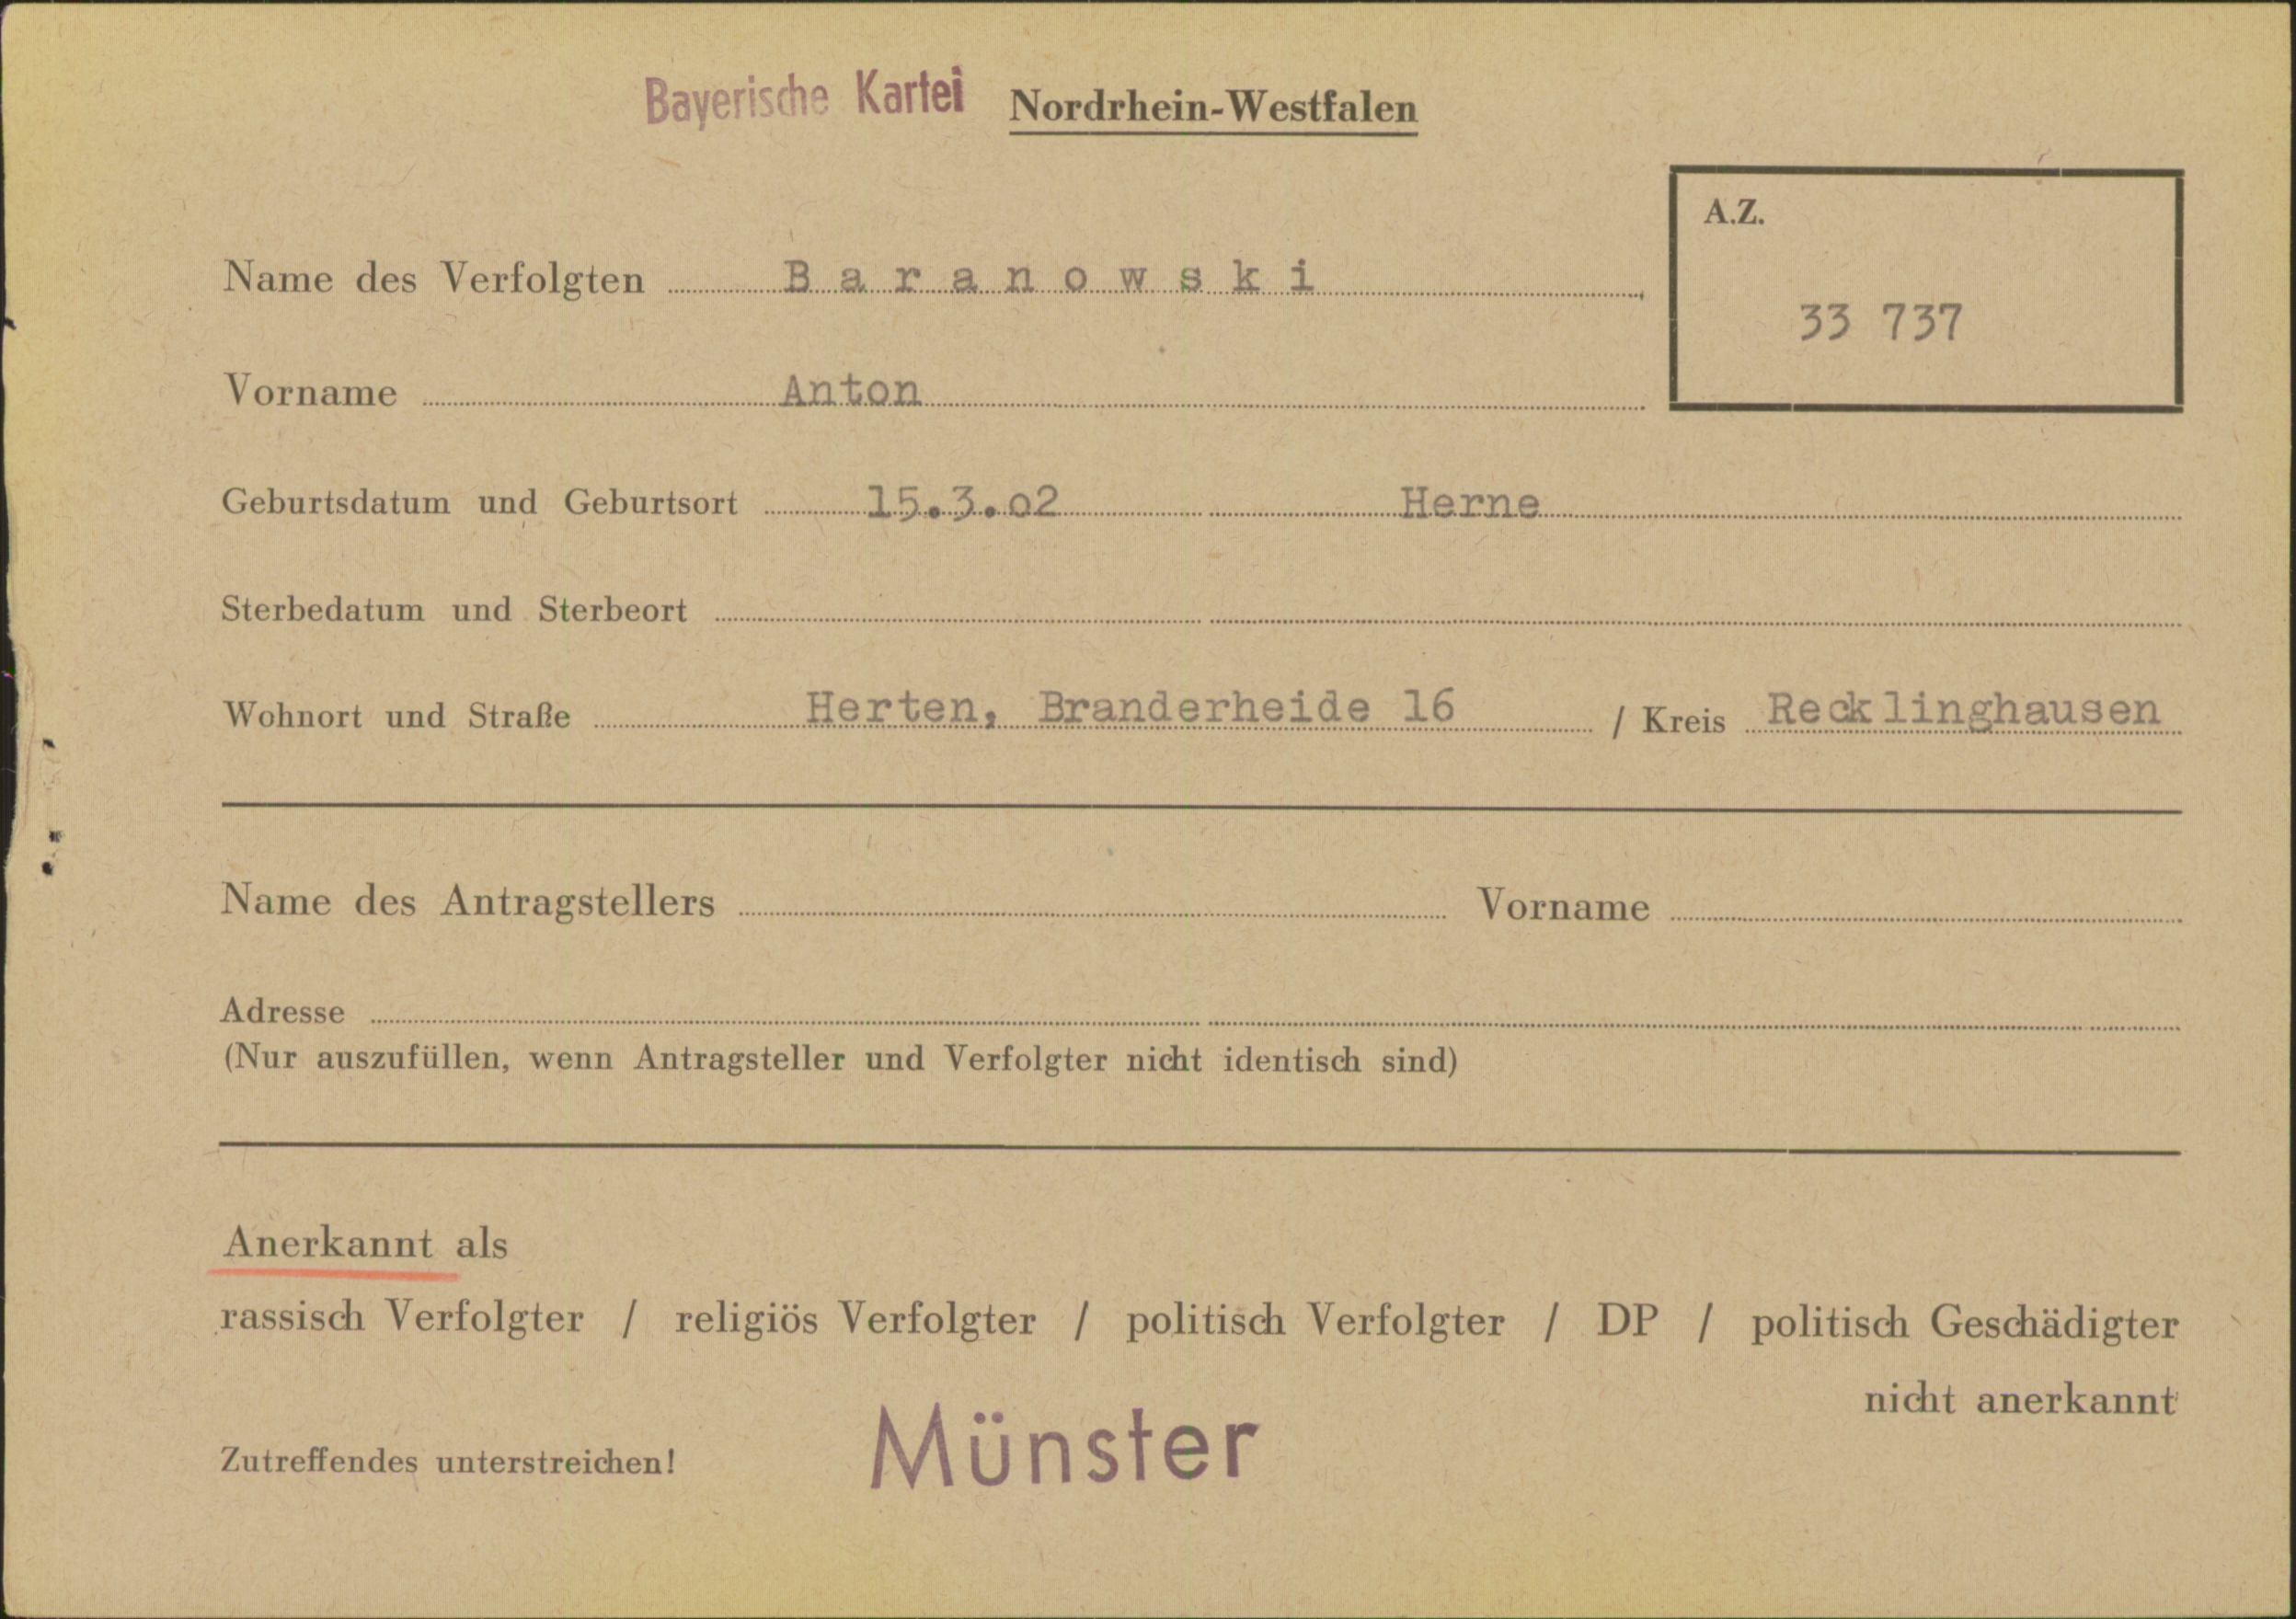 Bayerische Kartei Nordrhein-Westfalen
A.Z.
33 737
Name des Verfolgten B a r a n o w s k i
Vorname Anton
Geburtsdatum und Geburtsort 15.3.o2 Herne
Sterbedatum und Sterbeort
Wohnort und Straße Herten, Branderheide 16 / Kreis Recklinghausen
Name des Antragstellers Vorname
Adresse
(Nur auszufüllen, wenn Antragsteller und Verfolgter nicht identisch sind)
Anerkannt als
rassisch Verfolgter / religiös Verfolgter / politisch Verfolgter / DP / politisch Geschädigter
nicht anerkannt
Zutreffendes unterstreichen!
Münster